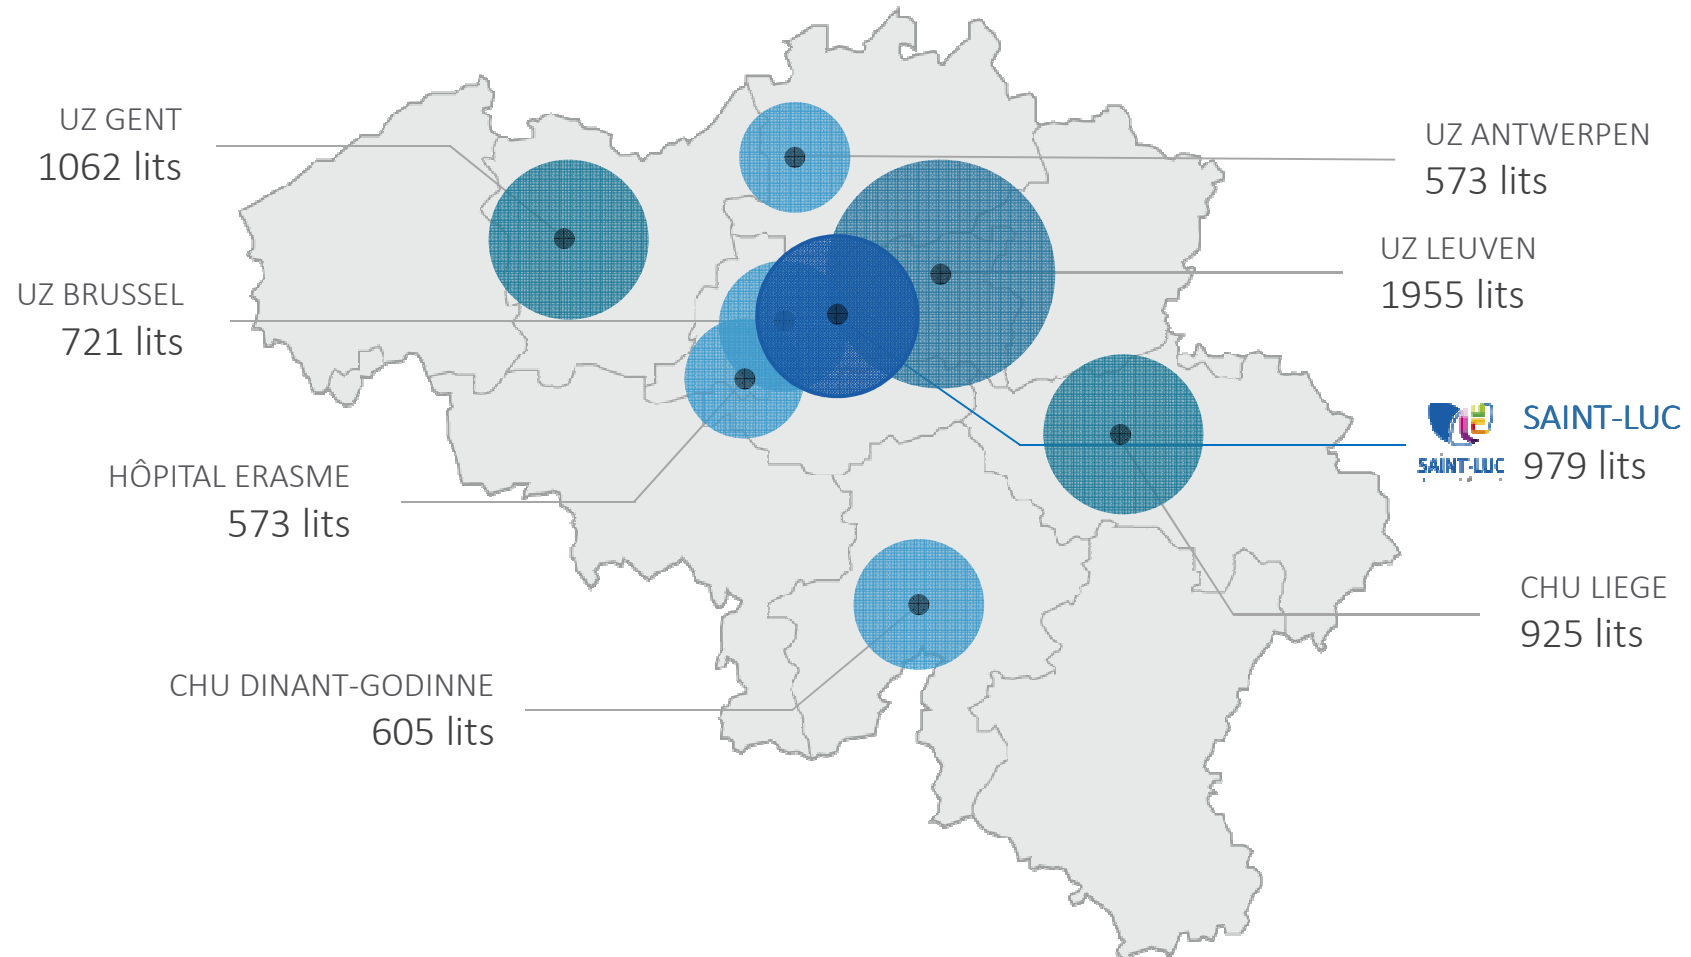 UZ GENT
1062 lits
UZ BRUSSEL
721 lits
HÔPITAL ERASME
573 lits
CHU DINANT-GODINNE
605 lits
UZ ANTWERPEN
573 lits
UZ LEUVEN
1955 lits
SAINT-LUC
SAINT-LUC
979 lits
CHU LIEGE
925 lits